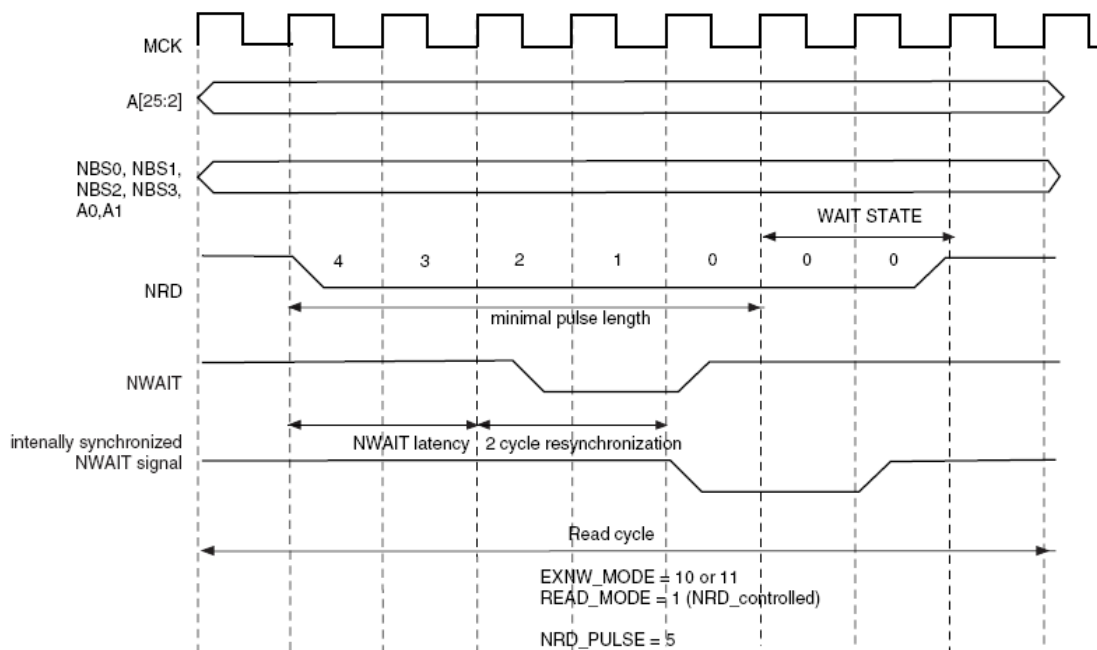 MCK
A[25:2]
NBS0, NBS1,
NBS2, NBS3,
A0,A1
WAIT STATE
4 3 2 1 0 0 0
NRD
minimal pulse length
NWAIT
NWAIT latency 2 cycle resynchronization
intenally synchronized
NWAIT signal
Read cycle
EXNW_MODE = 10 or 11
READ_MODE = 1 (NRD_controlled)
NRD_PULSE = 5